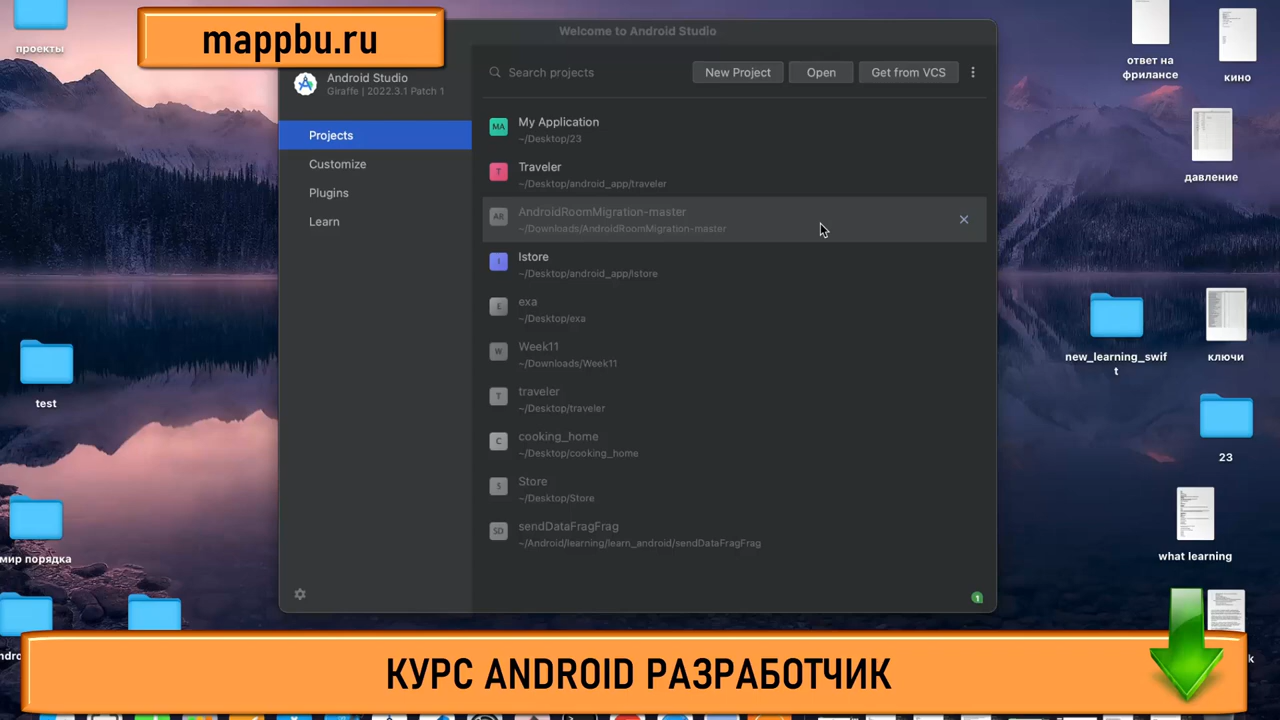 mappbu.ru
Welcome to Android Studio
Android Studio
Giraffe | 2022.3.1 Patch 1
Projects
Customize
Plugins
Learn
Search projects
New Project
Open
Get from VCS
MA
My Application
~/Desktop/23
T
Traveler
~/Desktop/android_app/traveler
AR
AndroidRoomMigration-master
~/Downloads/AndroidRoomMigration-master
I
Istore
~/Desktop/android_app/Istore
E
exa
~/Desktop/exa
W
Week11
~/Downloads/Week11
T
traveler
~/Desktop/traveler
C
cooking_home
~/Desktop/cooking_home
S
Store
~/Desktop/Store
SD
sendDataFragFrag
~/Android/learning/learn_android/sendDataFragFrag
1
проекты
test
мир порядка
ответ на
фрилансе
кино
давление
new_learning_swif
t
ключи
23
what learning
КУРС ANDROID РАЗРАБОТЧИК